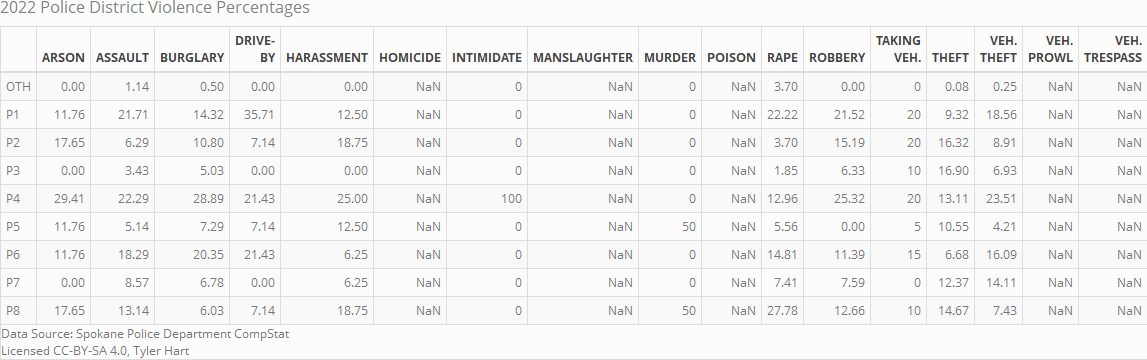 2022 Police District Violence Percentages
ARSON ASSAULT BURGLARY DRIVE-BY HARASSMENT HOMICIDE INTIMIDATE MANSLAUGHTER MURDER POISON RAPE ROBBERY TAKING VEH. THEFT VEH. THEFT VEH. PROWL VEH. TRESPASS
OTH 0.00 1.14 0.50 0.00 0.00 NaN 0 NaN 0 NaN 3.70 0.00 0 0.08 0.25 NaN NaN
P1 11.76 21.71 14.32 35.71 12.50 NaN 0 NaN 0 NaN 22.22 21.52 20 9.32 18.56 NaN NaN
P2 17.65 6.29 10.80 7.14 18.75 NaN 0 NaN 0 NaN 3.70 15.19 20 16.32 8.91 NaN NaN
P3 0.00 3.43 5.03 0.00 0.00 NaN 0 NaN 0 NaN 1.85 6.33 10 16.90 6.93 NaN NaN
P4 29.41 22.29 28.89 21.43 25.00 NaN 100 NaN 0 NaN 12.96 25.32 20 13.11 23.51 NaN NaN
P5 11.76 5.14 7.29 7.14 12.50 NaN 0 NaN 50 NaN 5.56 0.00 5 10.55 4.21 NaN NaN
P6 11.76 18.29 20.35 21.43 6.25 NaN 0 NaN 0 NaN 14.81 11.39 15 6.68 16.09 NaN NaN
P7 0.00 8.57 6.78 0.00 6.25 NaN 0 NaN 0 NaN 7.41 7.59 0 12.37 14.11 NaN NaN
P8 17.65 13.14 6.03 7.14 18.75 NaN 0 NaN 50 NaN 27.78 12.66 10 14.67 7.43 NaN NaN
Data Source: Spokane Police Department CompStat
Licensed CC-BY-SA 4.0, Tyler Hart